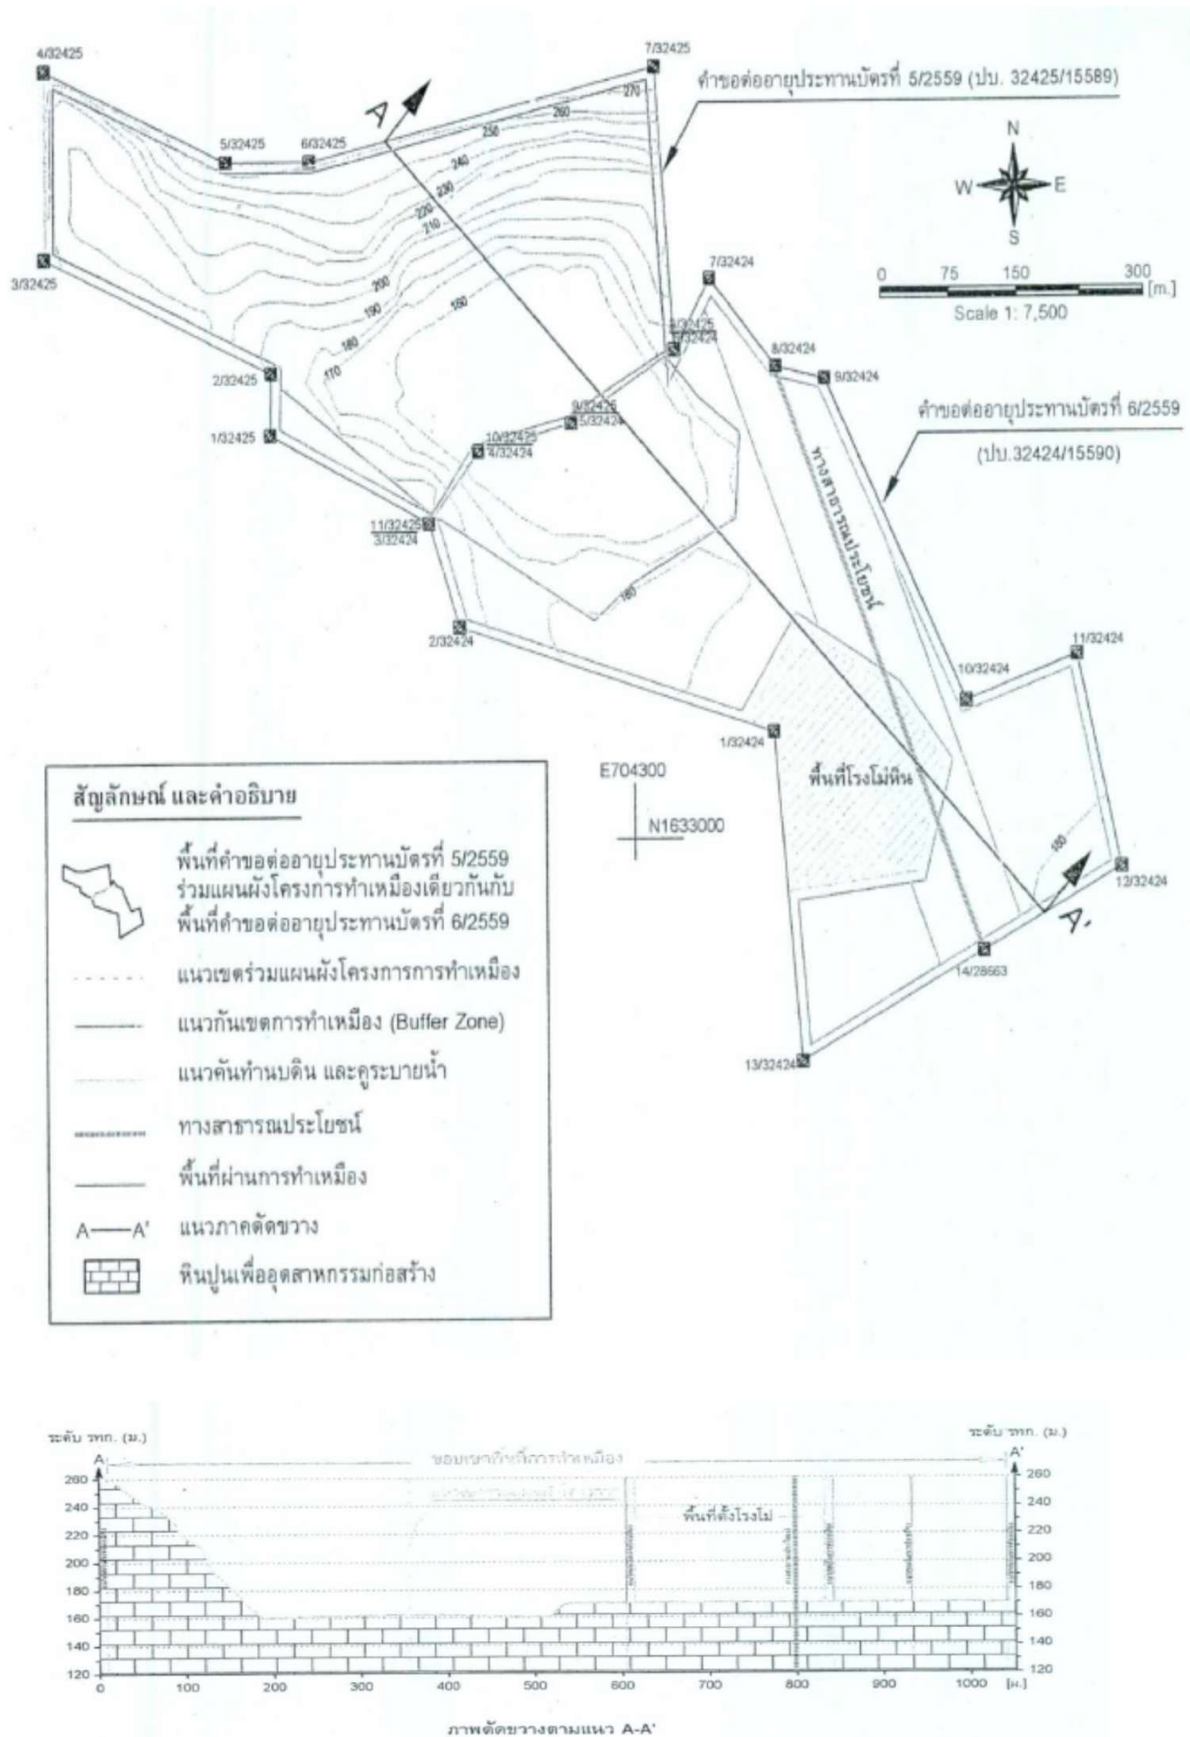 4/32425
7/32425
คำขอต่ออายุประทานบัตรที่ 5/2559 (ปบ. 32425/15589)
A
270
260
250
5/32425
6/32425
240
230
220
210
N
W E
S
3/32425
200
190
180
170
160
7/32424
0 75 150 300
[m.]
Scale 1: 7,500
8/32424
9/32424
2/32425
1/32425
9/32425
5/32424
10/32425
4/32424
คำขอต่ออายุประทานบัตรที่ 6/2559
(ปบ.32424/15590)
ทางสาธารณประโยชน์
11/32425
3/32424
180
2/32424
11/32424
10/32424
1/32424
พื้นที่โรงโม่หิน
E704300
N1633000
180
12/32424
A'
14/28663
13/32424
สัญลักษณ์ และคำอธิบาย
พื้นที่คำขอต่ออายุประทานบัตรที่ 5/2559
ร่วมแผนผังโครงการทำเหมืองเดียวกันกับ
พื้นที่คำขอต่ออายุประทานบัตรที่ 6/2559
แนวเขตร่วมแผนผังโครงการการทำเหมือง
แนวกันเขตการทำเหมือง (Buffer Zone)
แนวคันทำนบดิน และคูระบายน้ำ
ทางสาธารณประโยชน์
พื้นที่ผ่านการทำเหมือง
A — A' แนวภาคตัดขวาง
หินปูนเพื่ออุตสาหกรรมก่อสร้าง
ระดับ รทก. (ม.)
ระดับ รทก. (ม.)
A
A'
ขอบเขตพื้นที่การทำเหมือง
พื้นที่ตั้งโรงโม่
260
240
220
200
180
160
140
120
260
240
220
200
180
160
140
120
0 100 200 300 400 500 600 700 800 900 1000 [ม.]
ภาพตัดขวางตามแนว A-A'